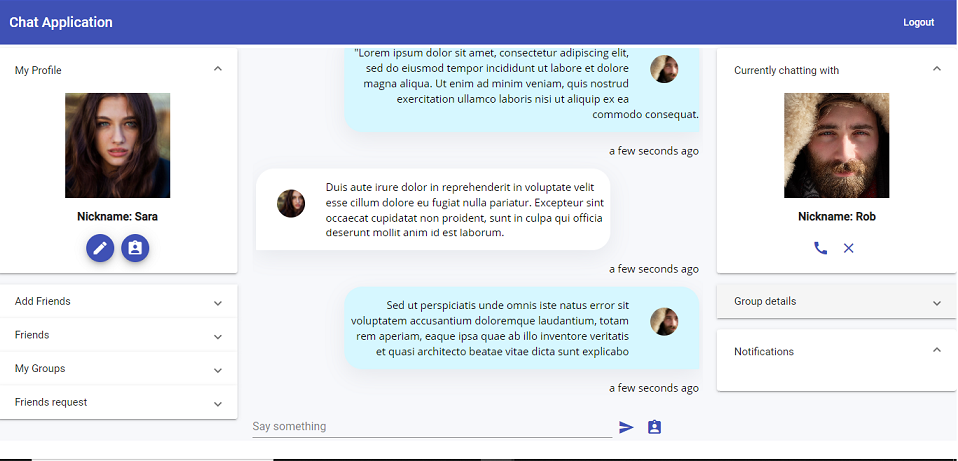 Chat Application
Logout
My Profile
Nickname: Sara
Add Friends
Friends
My Groups
Friends request
"Lorem ipsum dolor sit amet, consectetur adipiscing elit,
sed do eiusmod tempor incididunt ut labore et dolore
magna aliqua. Ut enim ad minim veniam, quis nostrud
exercitation ullamco laboris nisi ut aliquip ex ea
commodo consequat.
a few seconds ago
Duis aute irure dolor in reprehenderit in voluptate velit
esse cillum dolore eu fugiat nulla pariatur. Excepteur sint
occaecat cupidatat non proident, sunt in culpa qui officia
deserunt mollit anim id est laborum.
a few seconds ago
Sed ut perspiciatis unde omnis iste natus error sit
voluptatem accusantium doloremque laudantium, totam
rem aperiam, eaque ipsa quae ab illo inventore veritatis
et quasi architecto beatae vitae dicta sunt explicabo
a few seconds ago
Say something
Currently chatting with
Nickname: Rob
Group details
Notifications